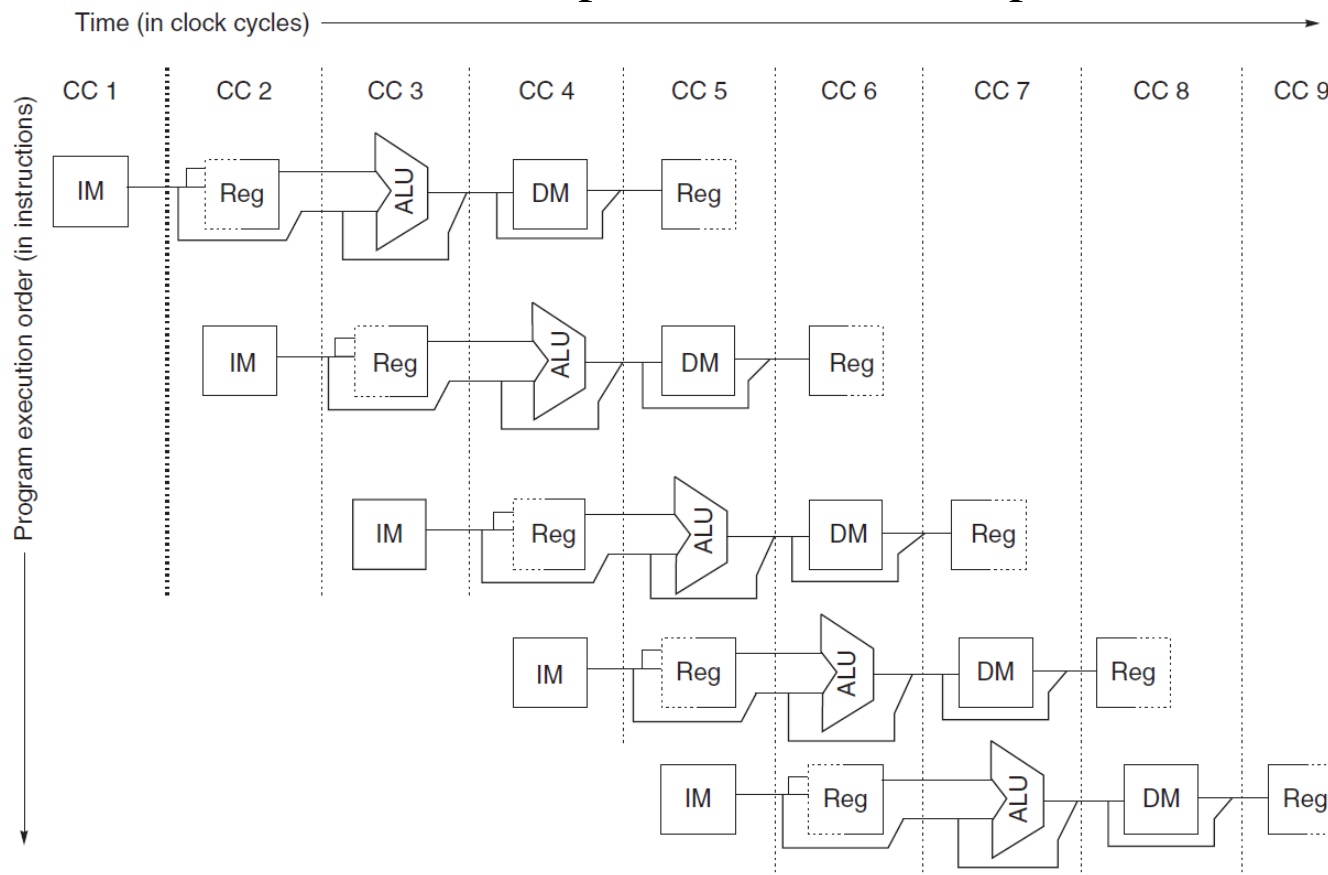 Time (in clock cycles)
CC 1 CC 2 CC 3 CC 4 CC 5 CC 6 CC 7 CC 8 CC 9
Program execution order (in instructions)
IM Reg ALU DM Reg
IM Reg ALU DM Reg
IM Reg ALU DM Reg
IM Reg ALU DM Reg
IM Reg ALU DM Reg